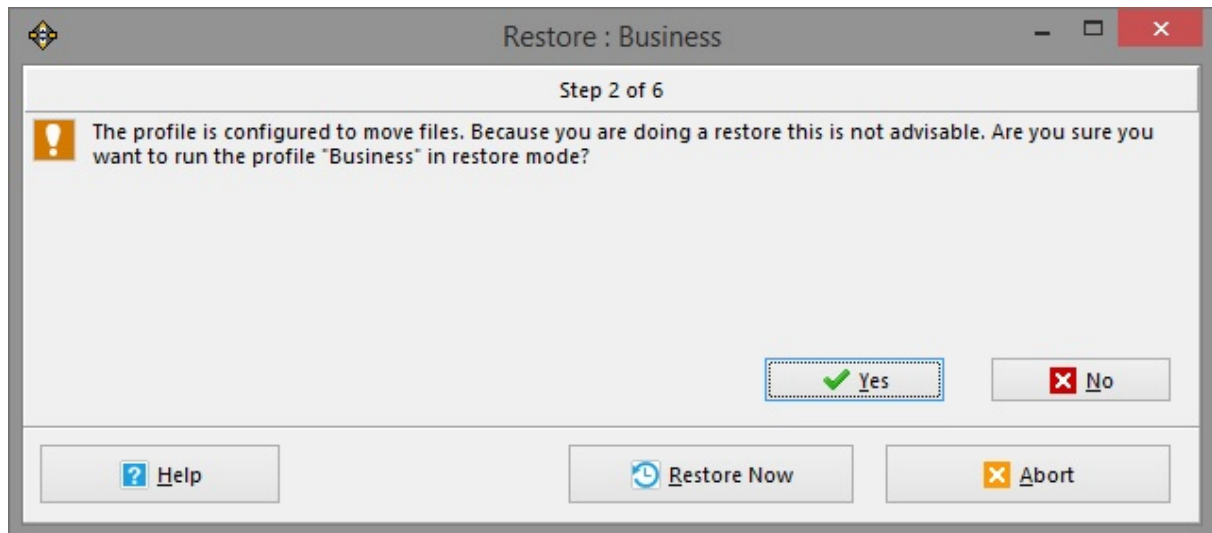 Restore : Business
Step 2 of 6
The profile is configured to move files. Because you are doing a restore this is not advisable. Are you sure you
want to run the profile "Business" in restore mode?
Yes
No
Help
Restore Now
Abort